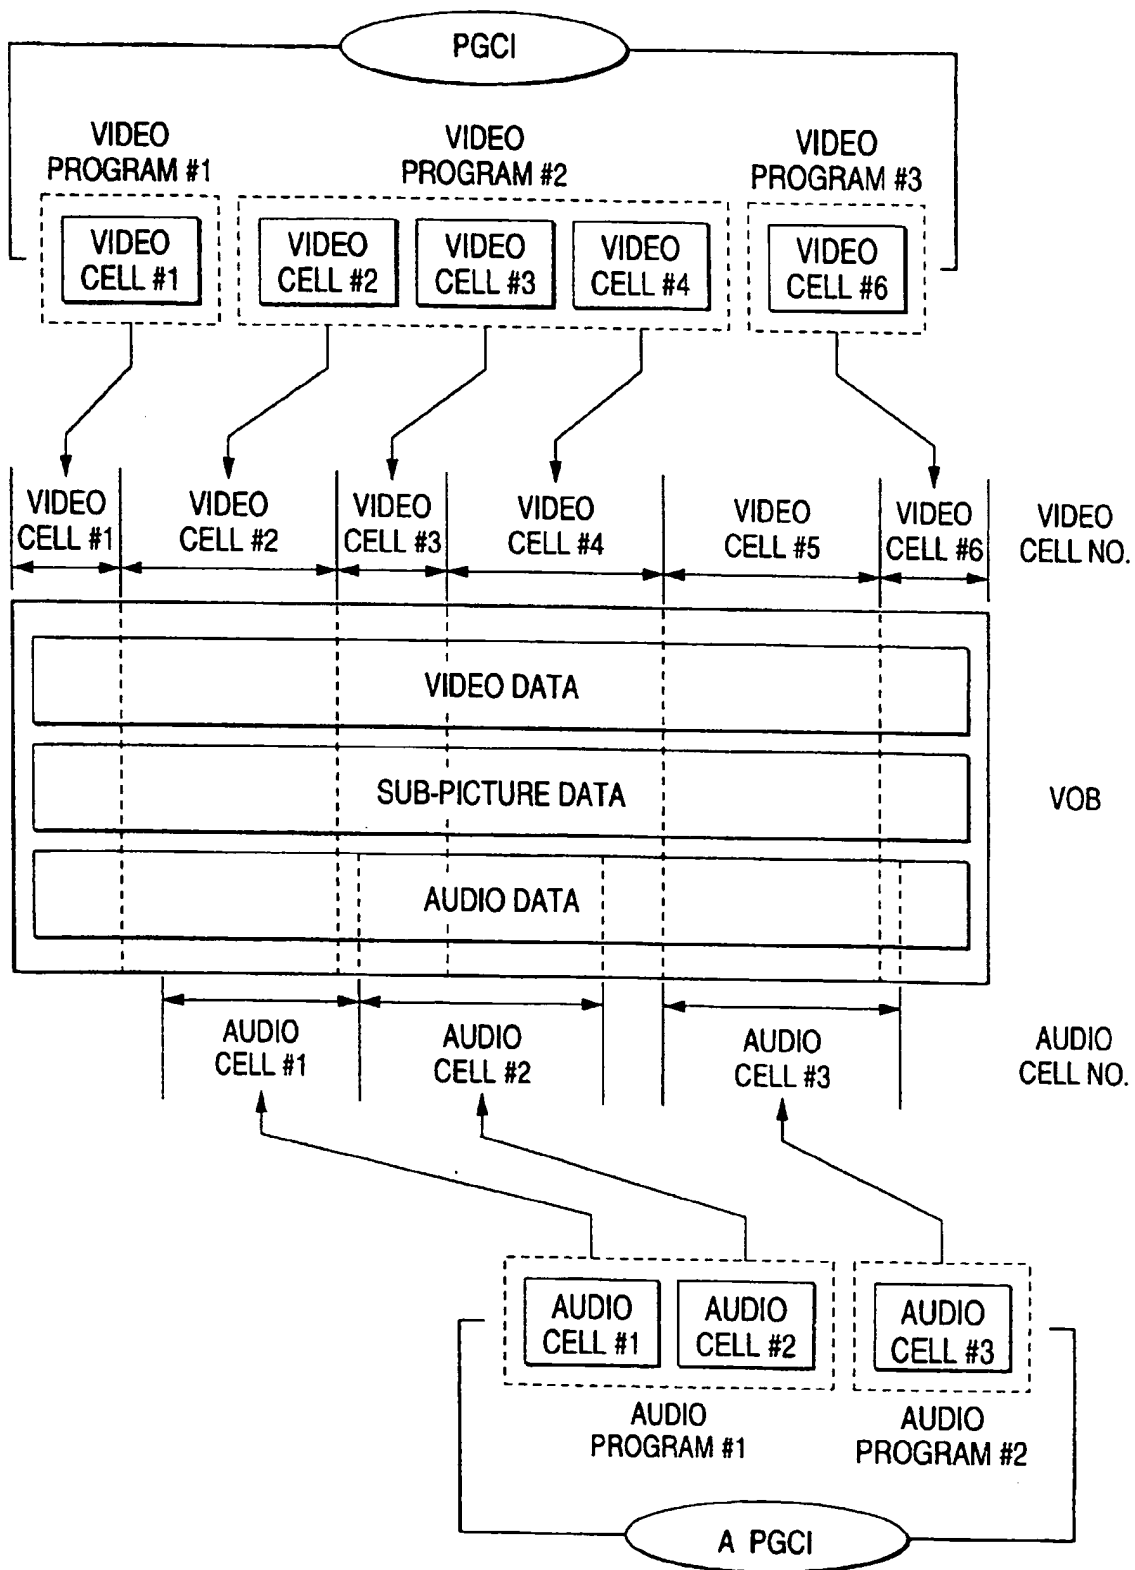 PGCI
VIDEO
PROGRAM #1
VIDEO
PROGRAM #2
VIDEO
PROGRAM #3
VIDEO
CELL #1
VIDEO
CELL #2
VIDEO
CELL #3
VIDEO
CELL #4
VIDEO
CELL #6
VIDEO
CELL #1
VIDEO
CELL #2
VIDEO
CELL #3
VIDEO
CELL #4
VIDEO
CELL #5
VIDEO
CELL #6
VIDEO
CELL NO.
VIDEO DATA
SUB-PICTURE DATA
VOB
AUDIO DATA
AUDIO
CELL #1
AUDIO
CELL #2
AUDIO
CELL #3
AUDIO
CELL NO.
AUDIO
CELL #1
AUDIO
CELL #2
AUDIO
CELL #3
AUDIO
PROGRAM #1
AUDIO
PROGRAM #2
A PGCI